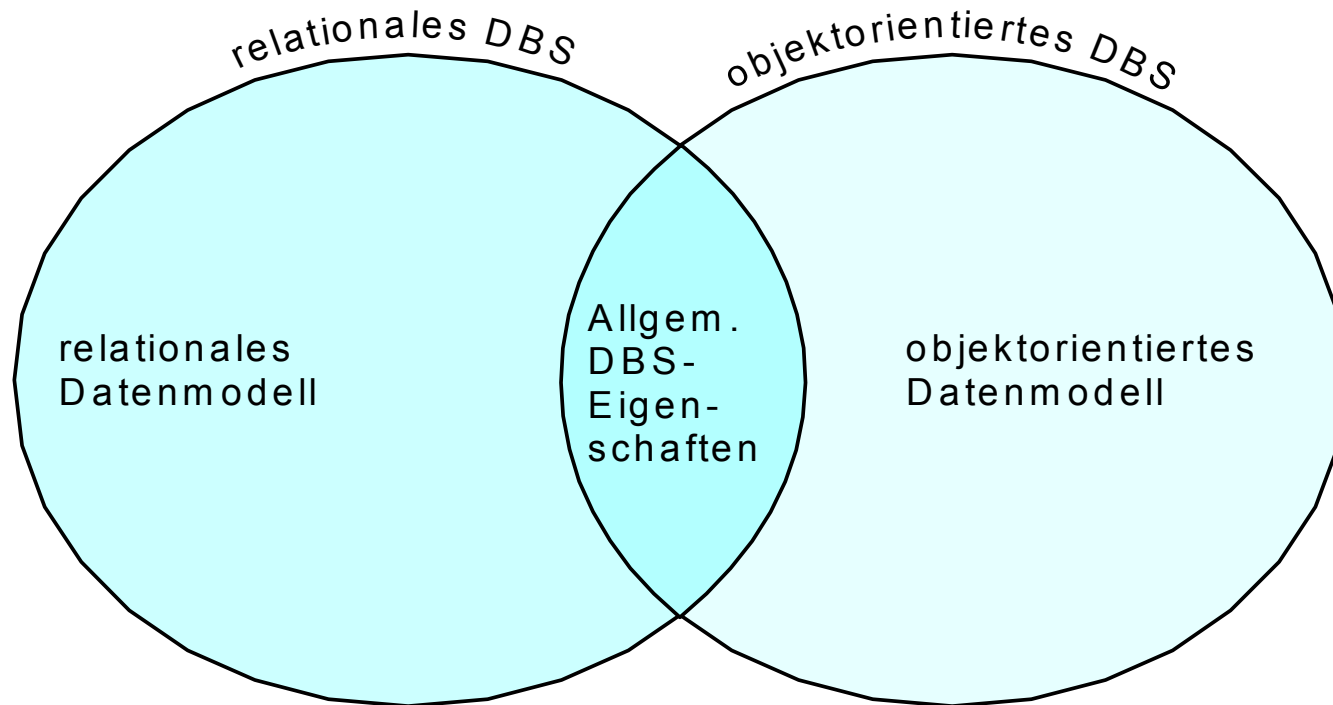 relationales DBS
objektorientiertes DBS
relationales
Datenmodell
Allgem.
DBS-
Eigen-
schaften
objektorientiertes
Datenmodell